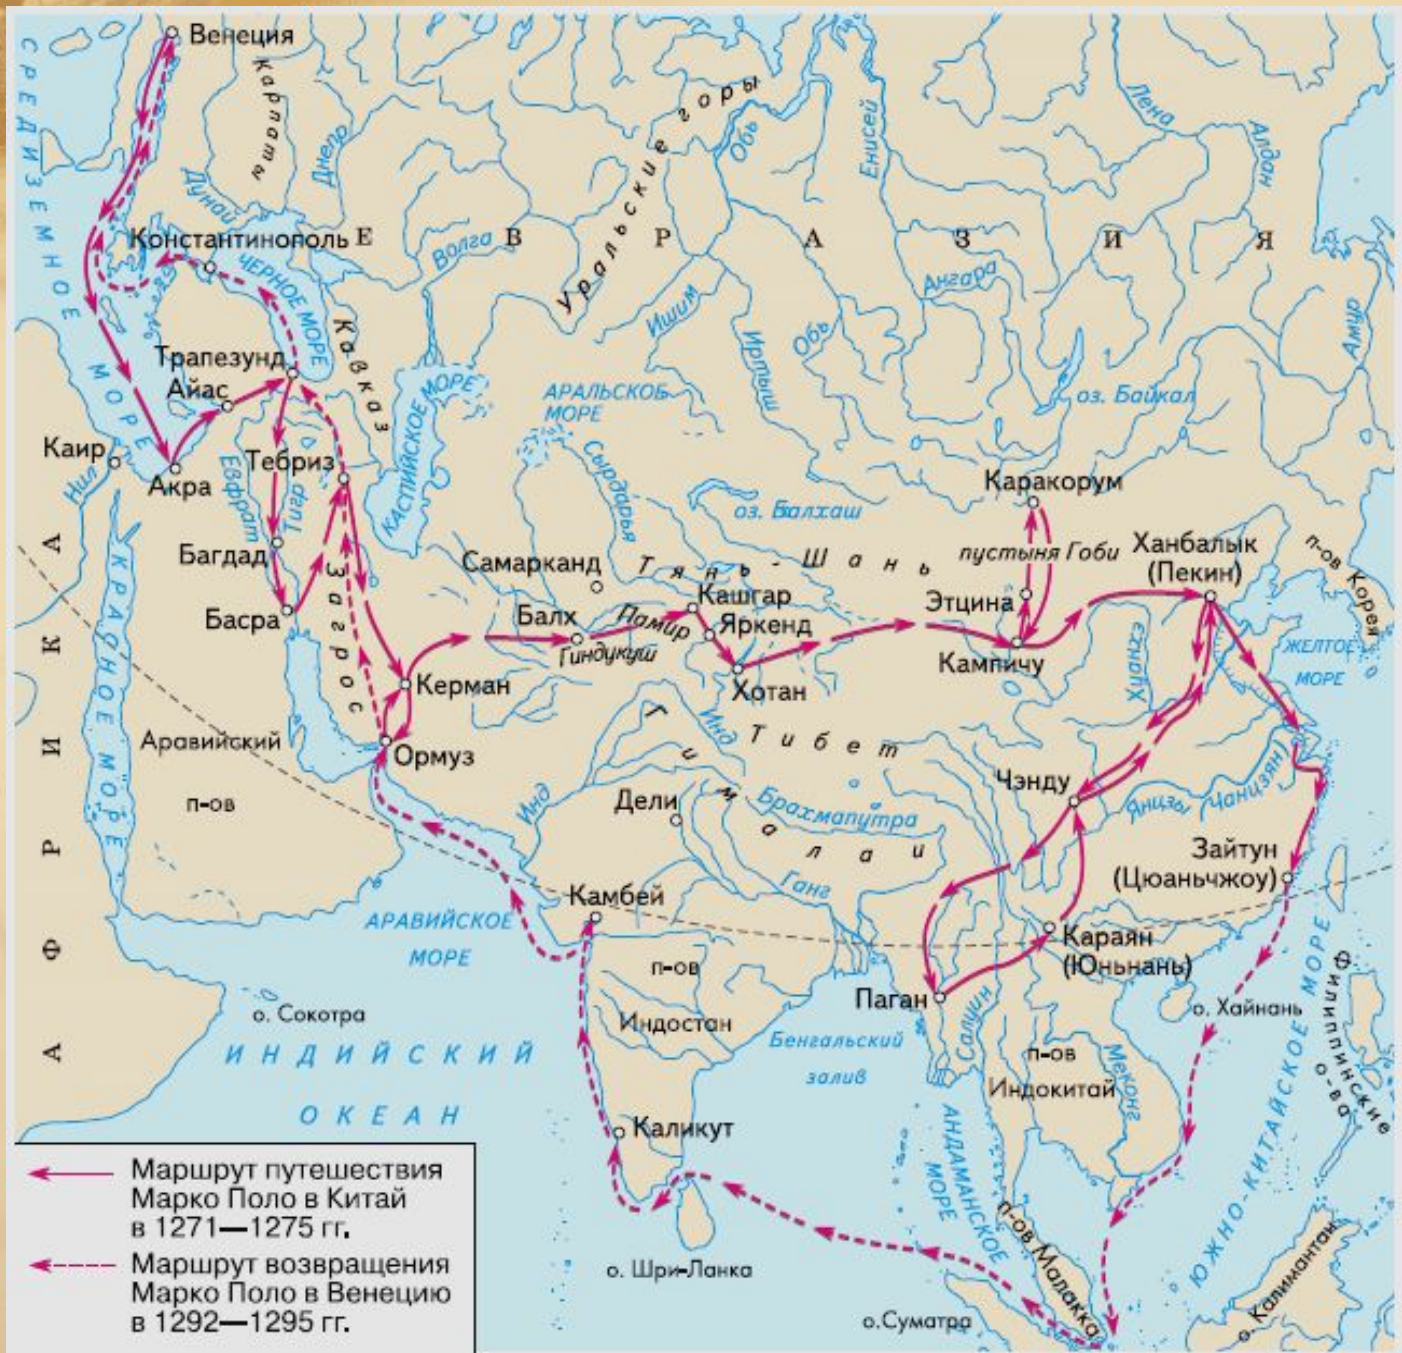 Венеция
СРЕДИЗЕМНОЕ
МОРЕ
Карпаты
Днепр
Дунай
Константинополь
ЧЕРНОЕ МОРЕ
ЕВРАЗИЯ
Волга
Уральские горы
Обь
Енисей
Лена
Алдан
Ангара
Ишим
Иртыш
Обь
Амур
Кавказ
Трапезунд
Айас
КАСПИЙСКОЕ МОРЕ
АРАЛЬСКОЕ
МОРЕ
оз. Байкал
Каир
Нил
Акра
Евфрат
Тигр
Тебриз
Сырдарья
оз. Балхаш
Каракорум
Багдад
Басра
Загрос
Самарканд
Тянь-Шань
пустыня Гоби
Ханбалык
(Пекин)
п-ов Корея
Балх
Памир
Кашгар
Яркенд
Гиндукуш
Хотан
Этцина
Кампичу
Хуанхэ
ЖЕЛТОЕ
МОРЕ
АФРИКА
КРАСНОЕ МОРЕ
Керман
Аравийский
п-ов
Ормуз
Инд
Инд
Тибет
Гималаи
Дели
Брахмапутра
Ганг
Чэнду
Янцзы (Чанцзян)
Зайтун
(Цюаньчжоу)
Камбей
АРАВИЙСКОЕ
МОРЕ
Караян
(Юньнань)
п-ов
Индостан
Паган
Салуин
о. Хайнань
Филиппинские
о-ва
о. Сокотра
ИНДИЙСКИЙ
ОКЕАН
Бенгальский
залив
п-ов
Индокитай
Меконг
Каликут
АНДАМАНСКОЕ
МОРЕ
ЮЖНО-КИТАЙСКОЕ МОРЕ
п-ов Малакка
о. Шри-Ланка
о.Суматра
о. Калимантан
Маршрут путешествия
Марко Поло в Китай
в 1271—1275 гг.
Маршрут возвращения
Марко Поло в Венецию
в 1292—1295 гг.